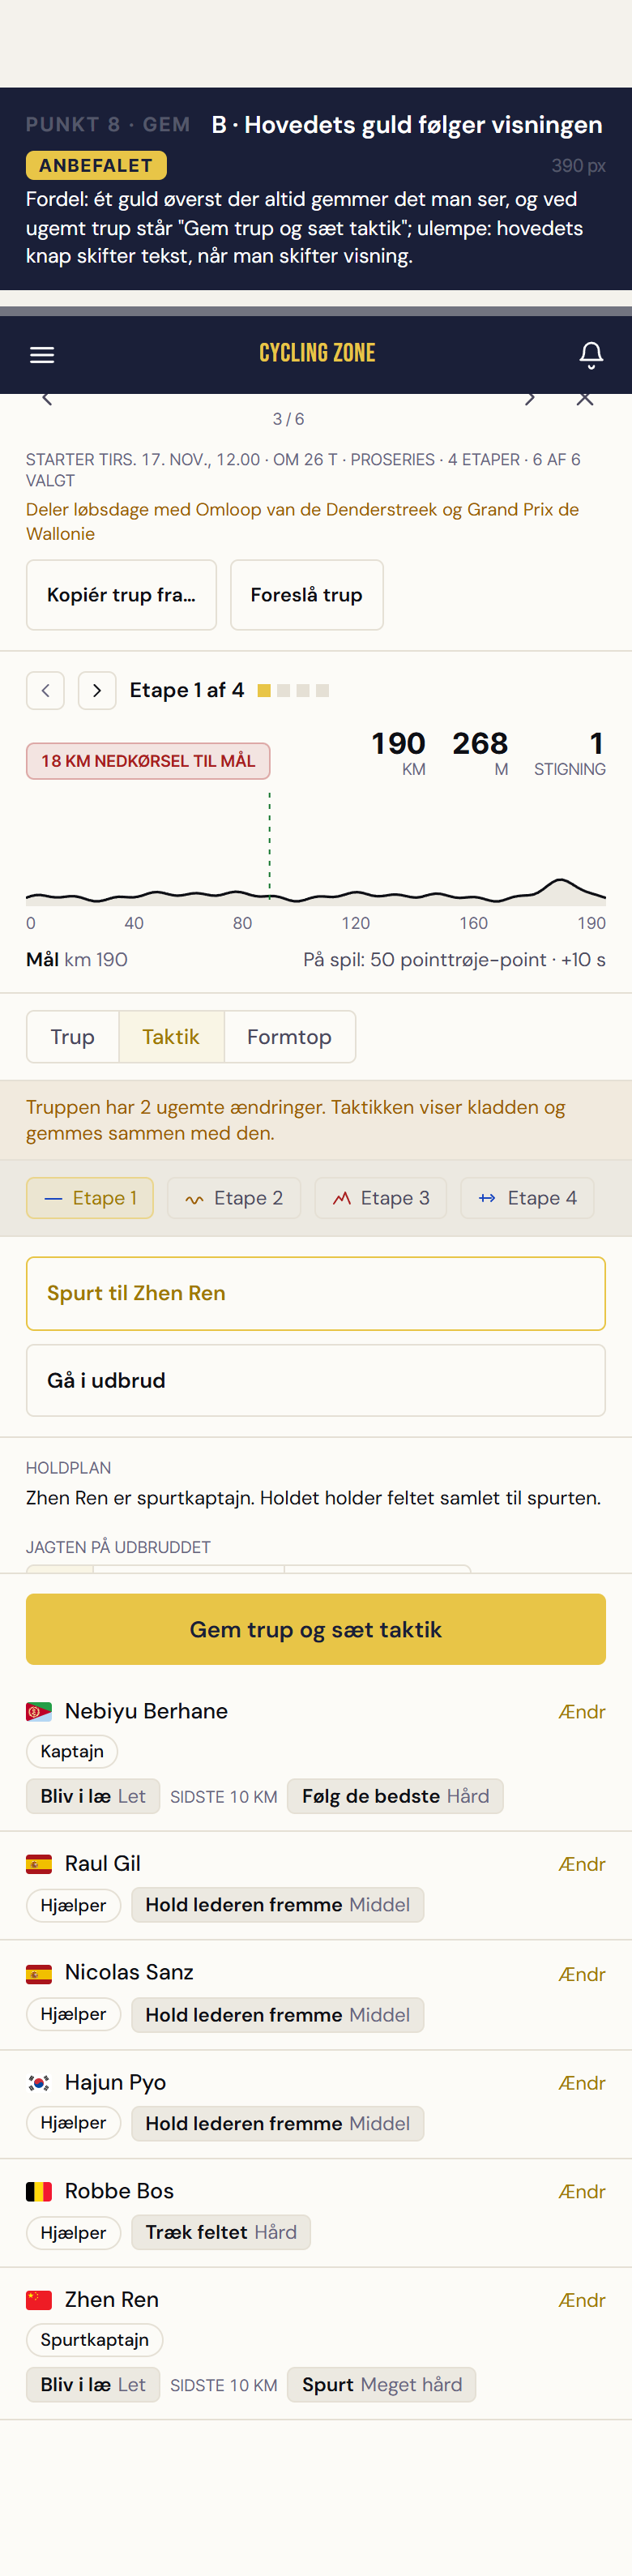 PUNKT 8 · GEM B · Hovedets guld følger visningen
ANBEFALET 390 px
Fordel: ét guld øverst der altid gemmer det man ser, og ved
ugemt trup står "Gem trup og sæt taktik"; ulempe: hovedets
knap skifter tekst, når man skifter visning.
CYCLING ZONE
3 / 6
STARTER TIRS. 17. NOV., 12.00 · OM 26 T · PROSERIES · 4 ETAPER · 6 AF 6
VALGT
Deler løbsdage med Omloop van de Denderstreek og Grand Prix de
Wallonie
Kopiér trup fra... Foreslå trup
Etape 1 af 4
18 KM NEDKØRSEL TIL MÅL
190 268 1
KM M STIGNING
0 40 80 120 160 190
Mål km 190 På spil: 50 pointtrøje-point · +10 s
Trup Taktik Formtop
Truppen har 2 ugemte ændringer. Taktikken viser kladden og
gemmes sammen med den.
Etape 1 Etape 2 Etape 3 Etape 4
Spurt til Zhen Ren
Gå i udbrud
HOLDPLAN
Zhen Ren er spurtkaptajn. Holdet holder feltet samlet til spurten.
JAGTEN PÅ UDBRUDDET
Gem trup og sæt taktik
Nebiyu Berhane Ændr
Kaptajn
Bliv i læ Let SIDSTE 10 KM Følg de bedste Hård
Raul Gil Ændr
Hjælper Hold lederen fremme Middel
Nicolas Sanz Ændr
Hjælper Hold lederen fremme Middel
Hajun Pyo Ændr
Hjælper Hold lederen fremme Middel
Robbe Bos Ændr
Hjælper Træk feltet Hård
Zhen Ren Ændr
Spurtkaptajn
Bliv i læ Let SIDSTE 10 KM Spurt Meget hård